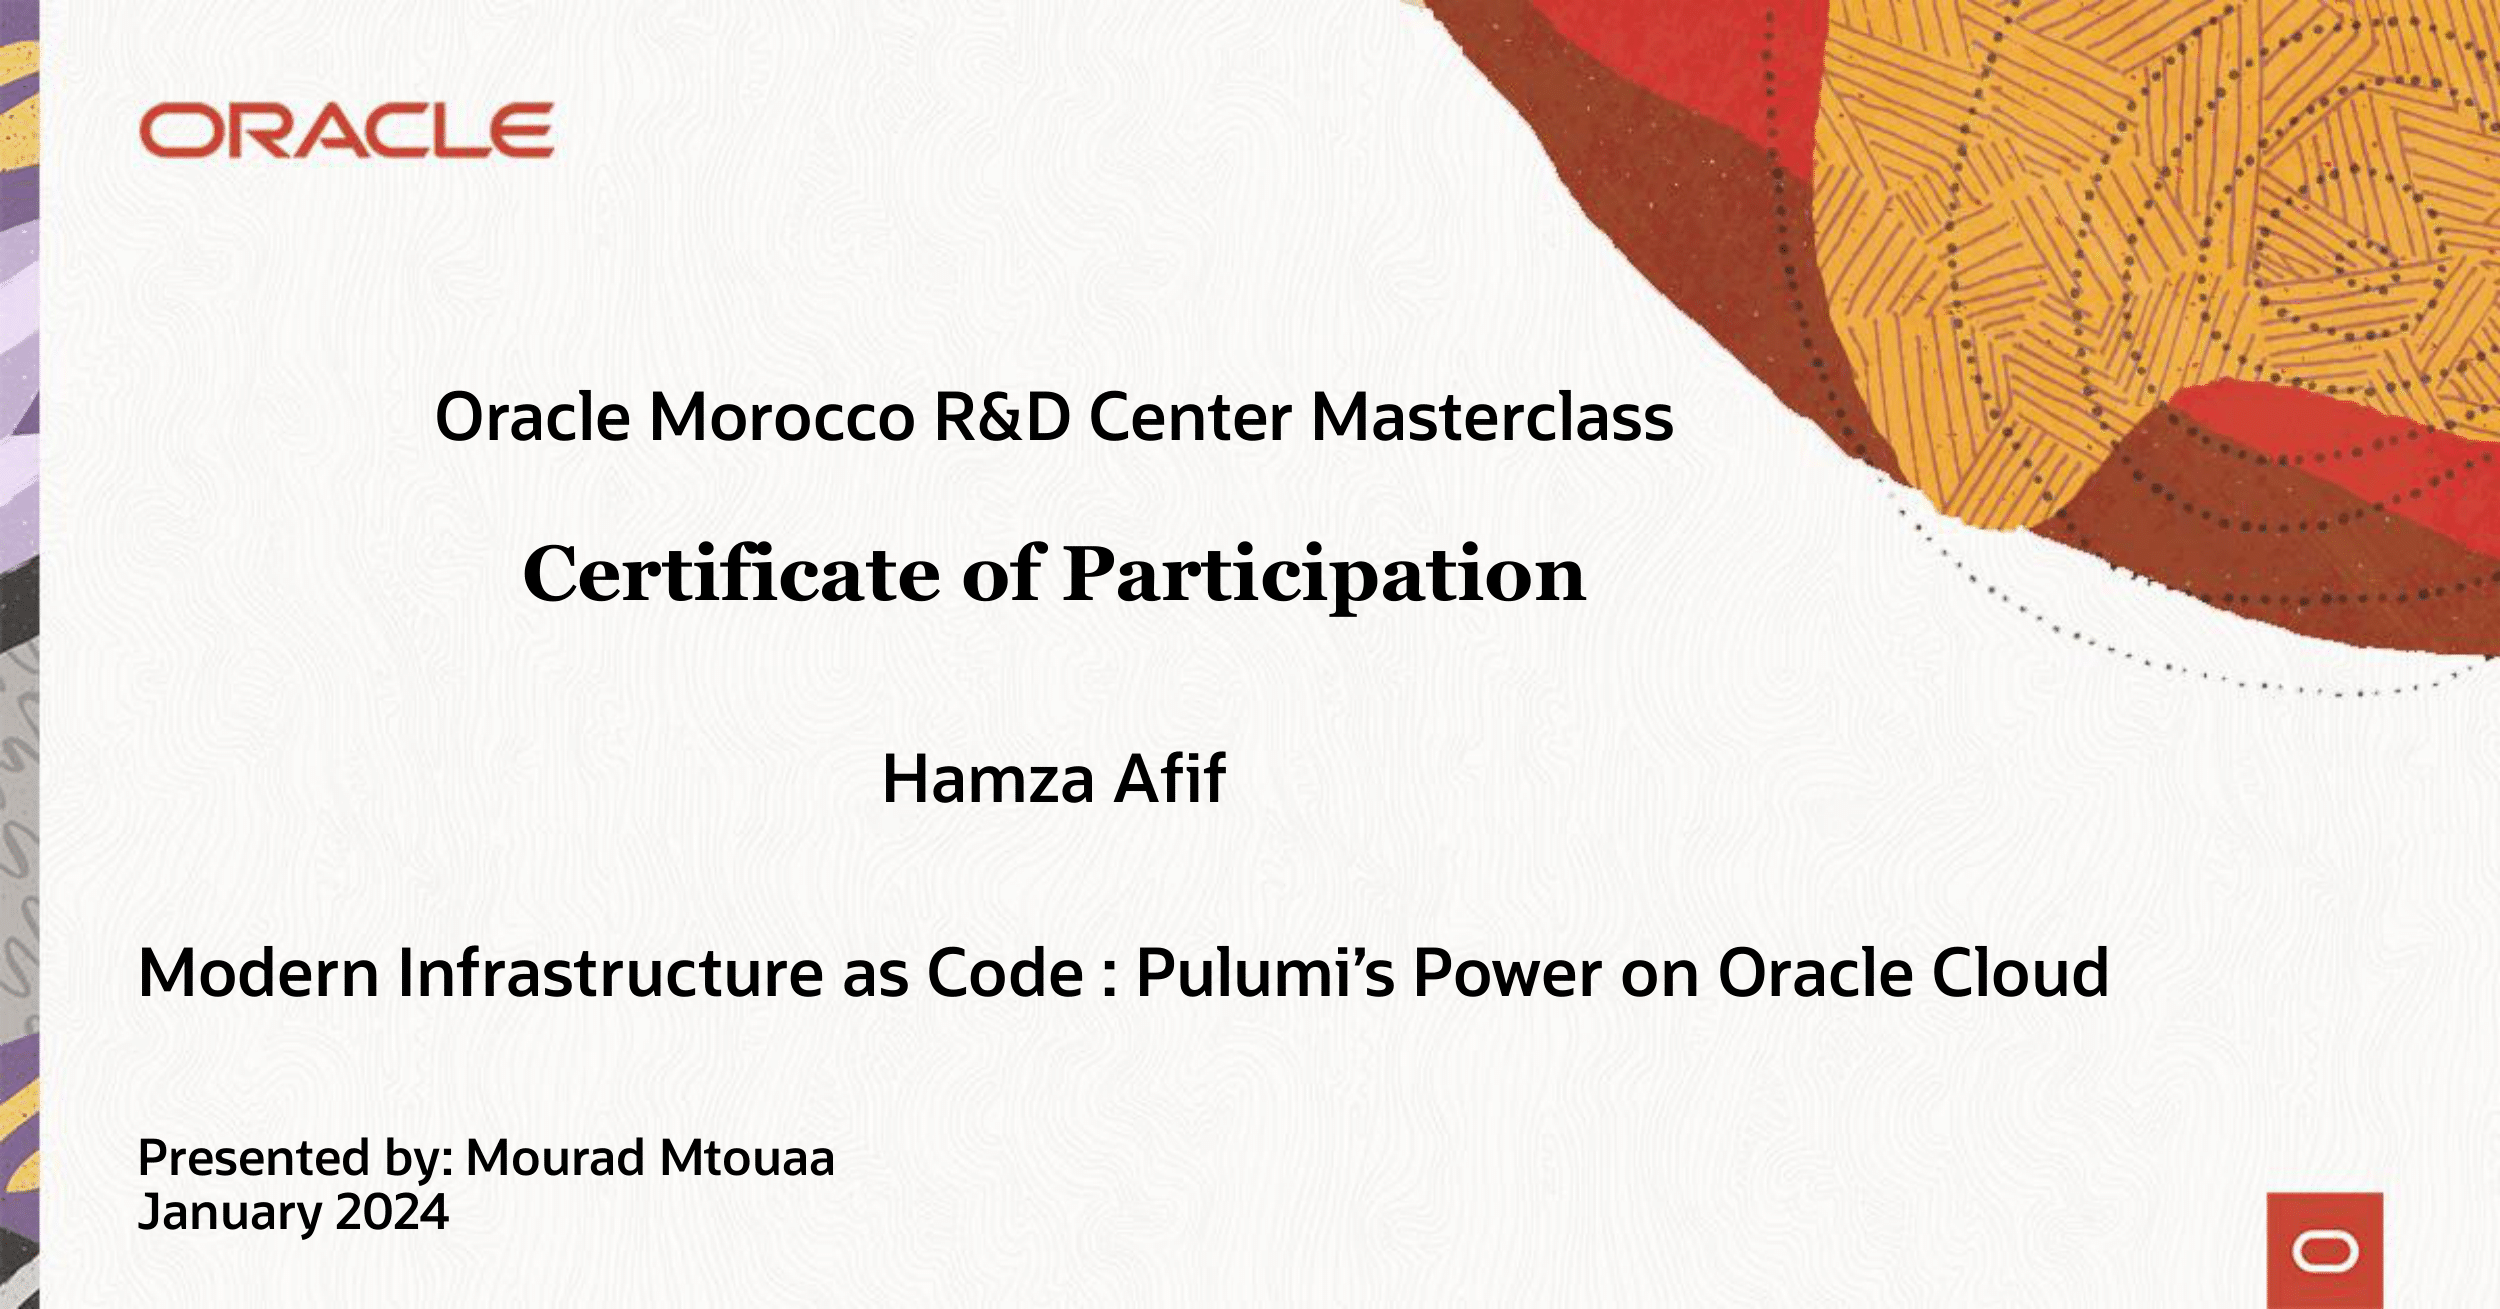 ORACLE
Oracle Morocco R&D Center Masterclass
Certificate of Participation
Hamza Afif
Modern Infrastructure as Code : Pulumi’s Power on Oracle Cloud
Presented by: Mourad Mtouaa
January 2024